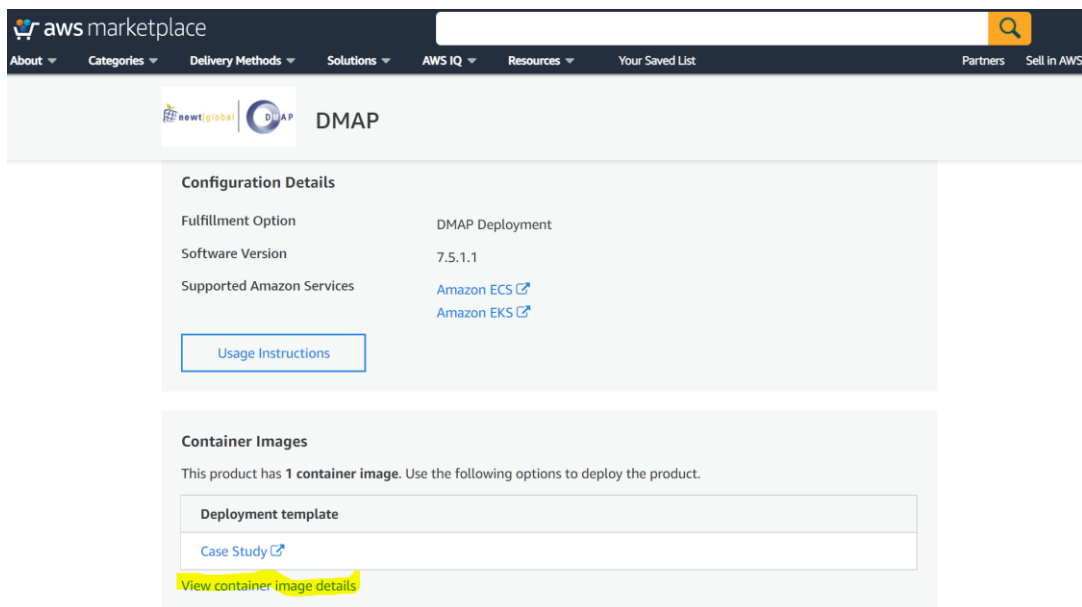 aws marketplace
About Categories Delivery Methods Solutions AWS IQ Resources Your Saved List Partners Sell in AWS
newt|global DMAP DMAP
Configuration Details
Fulfillment Option DMAP Deployment
Software Version 7.5.1.1
Supported Amazon Services Amazon ECS
Amazon EKS
Usage Instructions
Container Images
This product has 1 container image. Use the following options to deploy the product.
Deployment template
Case Study
View container image details